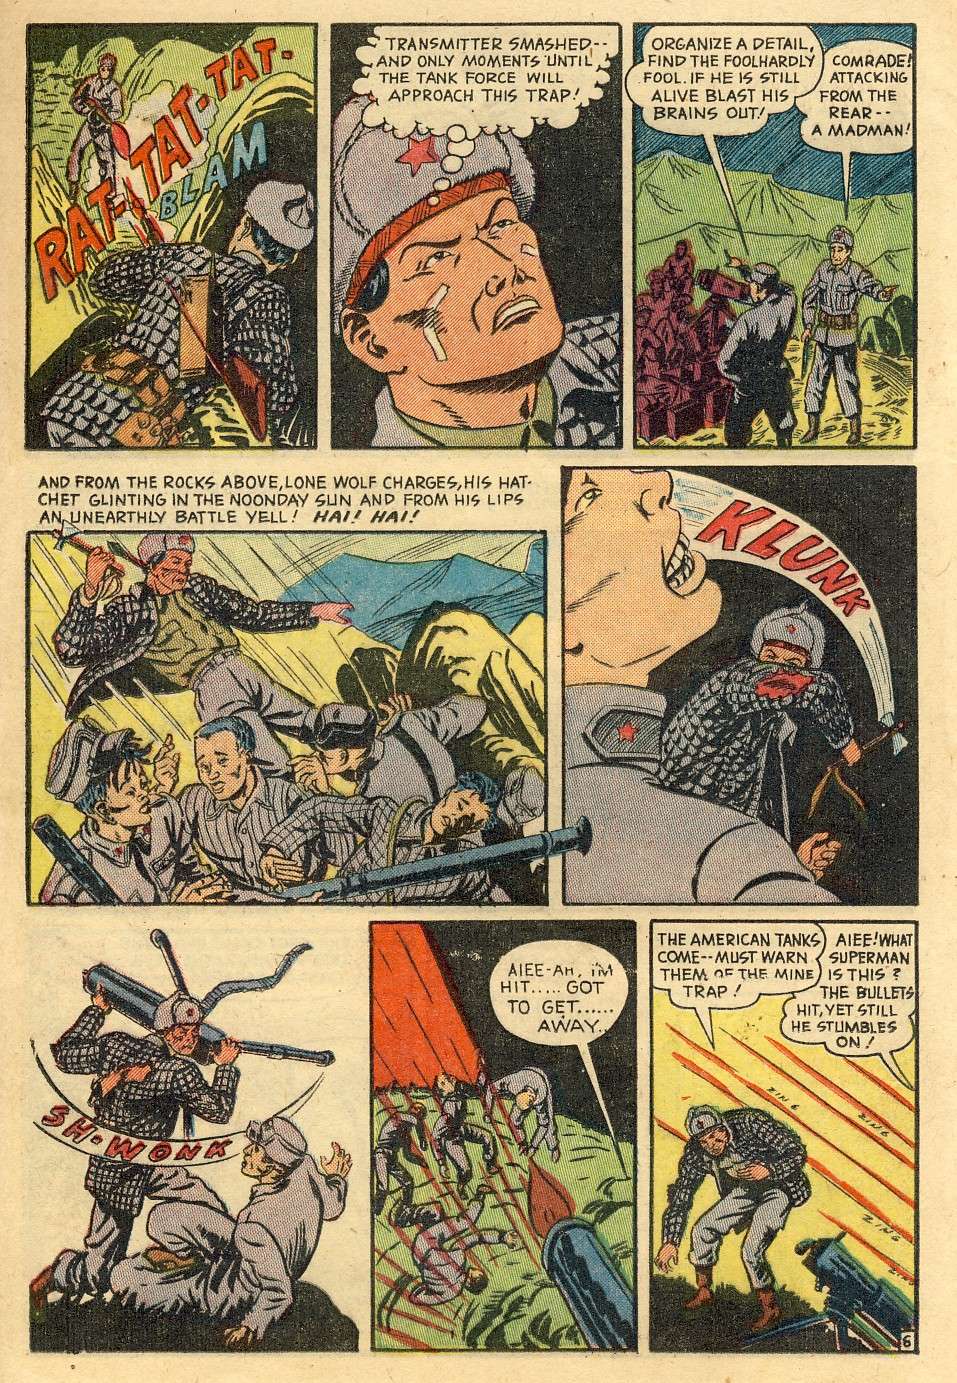 RAT-TAT-TAT-TAT-
BLAM
TRANSMITTER SMASHED--
AND ONLY MOMENTS UNTIL
THE TANK FORCE WILL
APPROACH THIS TRAP!
ORGANIZE A DETAIL,
FIND THE FOOLHARDLY
FOOL. IF HE IS STILL
ALIVE BLAST HIS
BRAINS OUT!
COMRADE!
ATTACKING
FROM THE
REAR--
A MADMAN!
AND FROM THE ROCKS ABOVE, LONE WOLF CHARGES, HIS HAT-
CHET GLINTING IN THE NOONDAY SUN AND FROM HIS LIPS
AN UNEARTHLY BATTLE YELL! HAI! HAI!
KLUNK
SH-WONK
AIEE-AH, I'M
HIT..... GOT
TO GET......
AWAY..
THE AMERICAN TANKS
COME--MUST WARN
THEM OF THE MINE
TRAP!
AIEE! WHAT
SUPERMAN
IS THIS?
THE BULLETS
HIT, YET STILL
HE STUMBLES
ON!
ZING
ZING
ZING
ZING
6